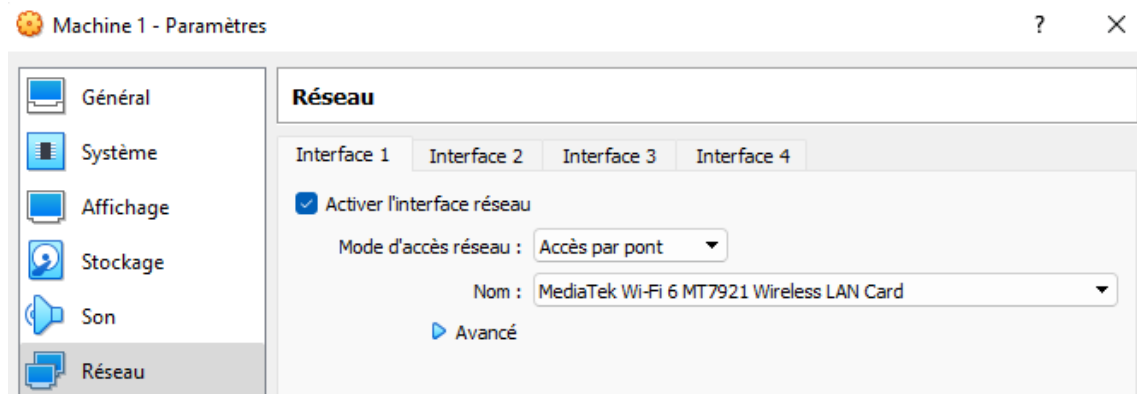 Machine 1 - Paramètres ?
Général
Système
Affichage
Stockage
Son
Réseau
Réseau
Interface 1 Interface 2 Interface 3 Interface 4
Activer l'interface réseau
Mode d'accès réseau : Accès par pont
Nom : MediaTek Wi-Fi 6 MT7921 Wireless LAN Card
Avancé